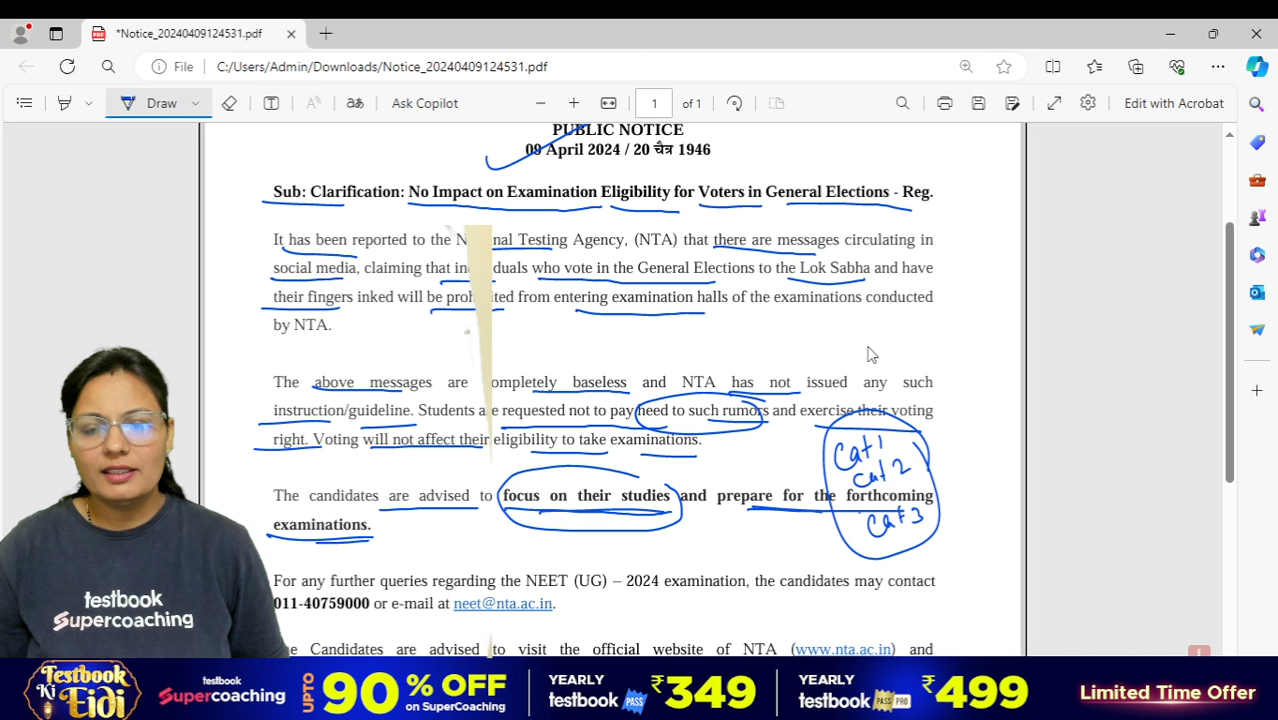 *Notice_20240409124531.pdf
File C:/Users/Admin/Downloads/Notice_20240409124531.pdf
Draw Ask Copilot 1 of 1 Edit with Acrobat
PUBLIC NOTICE
09 April 2024 / 20 चैत्र 1946
Sub: Clarification: No Impact on Examination Eligibility for Voters in General Elections - Reg.
It has been reported to the N nal Testing Agency, (NTA) that there are messages circulating in
social media, claiming that in duals who vote in the General Elections to the Lok Sabha and have
their fingers inked will be proh ted from entering examination halls of the examinations conducted
by NTA.
The above messages are ompletely baseless and NTA has not issued any such
instruction/guideline. Students a e requested not to pay heed to such rumors and exercise their voting
right. Voting will not affect their eligibility to take examinations.
Cat 1
Cat 2
Cat 3
The candidates are advised to focus on their studies and prepare for the forthcoming
examinations.
For any further queries regarding the NEET (UG) – 2024 examination, the candidates may contact
011-40759000 or e-mail at neet@nta.ac.in.
Candidates are advised to visit the official website of NTA (www.nta.ac.in) and
testbook
Supercoaching
Testbook Ki Eidi
testbook Supercoaching
UPTO 90% OFF on SuperCoaching
YEARLY testbook PASS ₹349
YEARLY testbook PASS PRO ₹499
Limited Time Offer